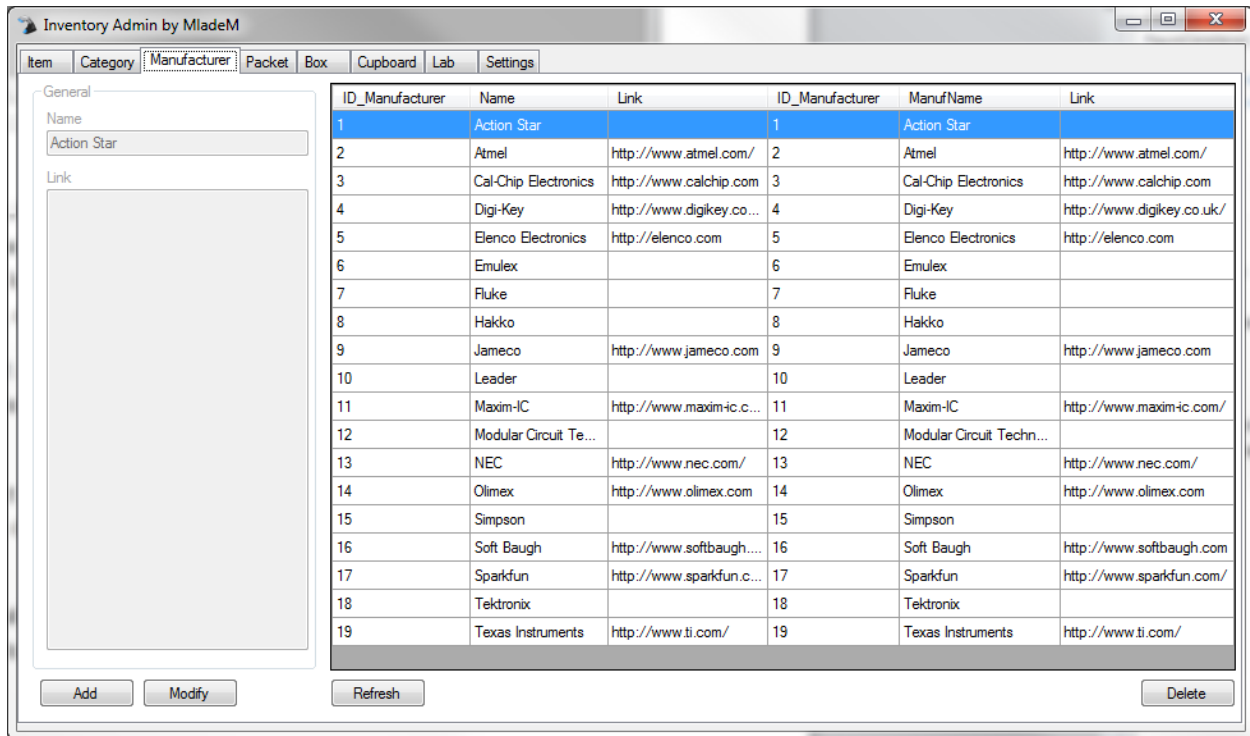 Inventory Admin by MladeM
Item Category Manufacturer Packet Box Cupboard Lab Settings
General
Name
Action Star
Link
ID_Manufacturer Name Link ID_Manufacturer ManufName Link
1 Action Star 1 Action Star
2 Atmel http://www.atmel.com/ 2 Atmel http://www.atmel.com/
3 Cal-Chip Electronics http://www.calchip.com 3 Cal-Chip Electronics http://www.calchip.com
4 Digi-Key http://www.digikey.co... 4 Digi-Key http://www.digikey.co.uk/
5 Elenco Electronics http://elenco.com 5 Elenco Electronics http://elenco.com
6 Emulex 6 Emulex
7 Fluke 7 Fluke
8 Hakko 8 Hakko
9 Jameco http://www.jameco.com 9 Jameco http://www.jameco.com
10 Leader 10 Leader
11 Maxim-IC http://www.maxim-ic.c... 11 Maxim-IC http://www.maxim-ic.com/
12 Modular Circuit Te... 12 Modular Circuit Techn...
13 NEC http://www.nec.com/ 13 NEC http://www.nec.com/
14 Olimex http://www.olimex.com 14 Olimex http://www.olimex.com
15 Simpson 15 Simpson
16 Soft Baugh http://www.softbaugh.... 16 Soft Baugh http://www.softbaugh.com
17 Sparkfun http://www.sparkfun.c... 17 Sparkfun http://www.sparkfun.com/
18 Tektronix 18 Tektronix
19 Texas Instruments http://www.ti.com/ 19 Texas Instruments http://www.ti.com/
Add Modify Refresh Delete